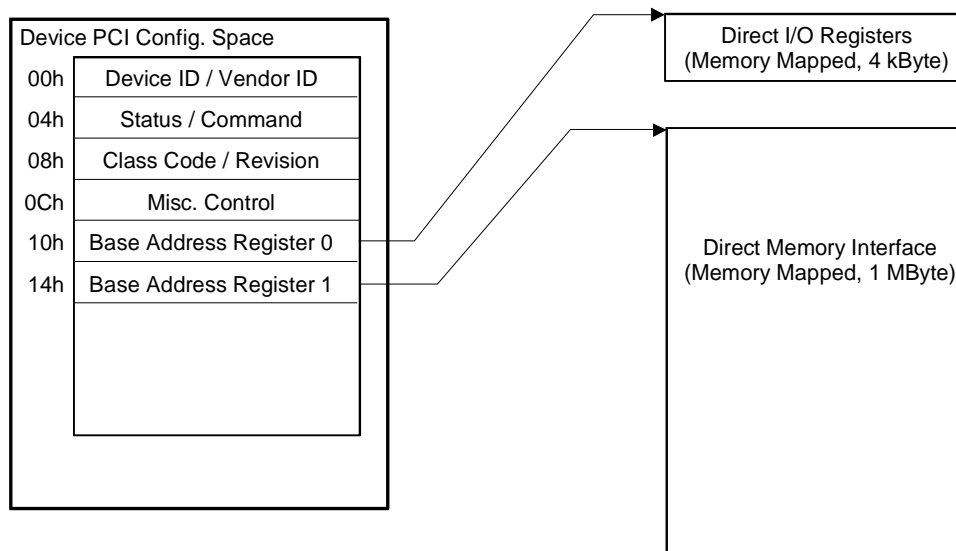 Device PCI Config. Space
00h Device ID / Vendor ID
04h Status / Command
08h Class Code / Revision
0Ch Misc. Control
10h Base Address Register 0
14h Base Address Register 1
Direct I/O Registers
(Memory Mapped, 4 kByte)
Direct Memory Interface
(Memory Mapped, 1 MByte)